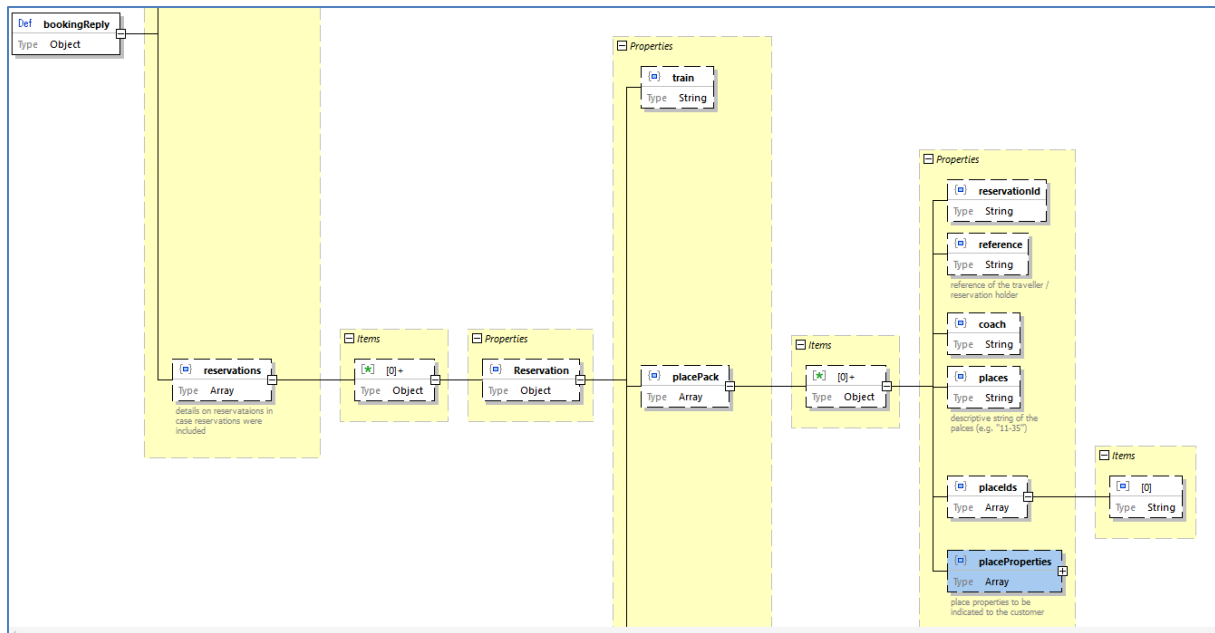 Def bookingReply
Type Object
Properties
train
Type String
Properties
reservationId
Type String
reference
Type String
reference of the traveller /
reservation holder
coach
Type String
Items
[0]+
Type Object
Properties
Reservation
Type Object
Items
[0]+
Type Object
reservations
Type Array
details on reservataions in
case reservations were
included
placePack
Type Array
places
Type String
descriptive string of the
palces (e.g. "11-35")
Items
[0]
Type String
placeIds
Type Array
placeProperties
Type Array
place properties to be
indicated to the customer